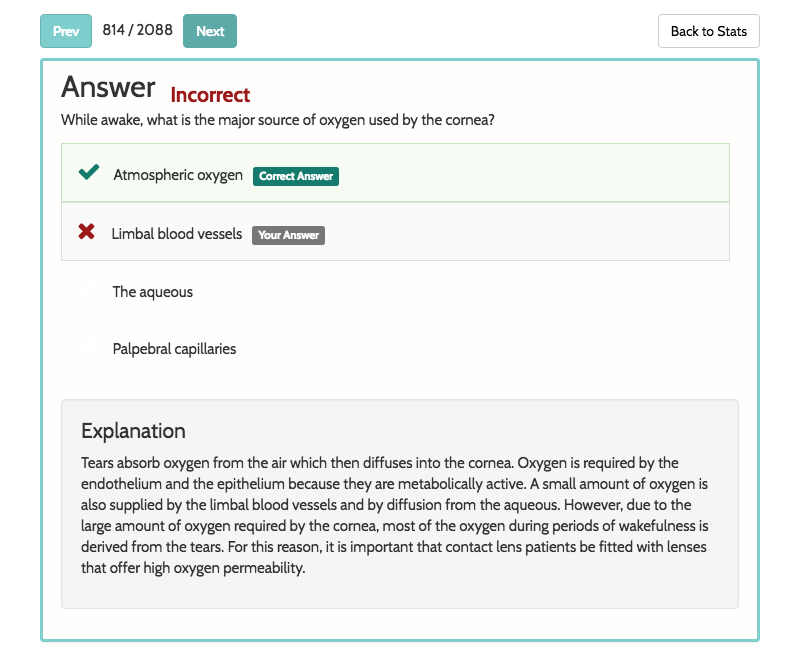 Prev 814 / 2088 Next Back to Stats
Answer Incorrect
While awake, what is the major source of oxygen used by the cornea?
Atmospheric oxygen Correct Answer
Limbal blood vessels Your Answer
The aqueous
Palpebral capillaries
Explanation
Tears absorb oxygen from the air which then diffuses into the cornea. Oxygen is required by the
endothelium and the epithelium because they are metabolically active. A small amount of oxygen is
also supplied by the limbal blood vessels and by diffusion from the aqueous. However, due to the
large amount of oxygen required by the cornea, most of the oxygen during periods of wakefulness is
derived from the tears. For this reason, it is important that contact lens patients be fitted with lenses
that offer high oxygen permeability.